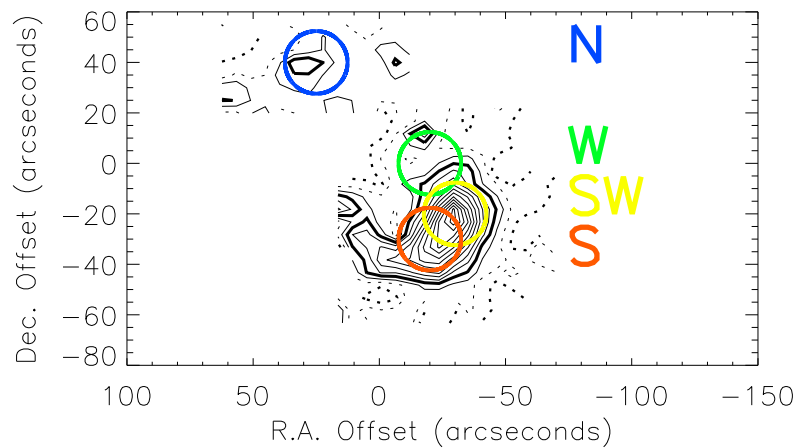 60
40
20
0
−20
−40
−60
−80
Dec. Offset (arcseconds)
N
W
SW
S
100 50 0 −50 −100 −150
R.A. Offset (arcseconds)